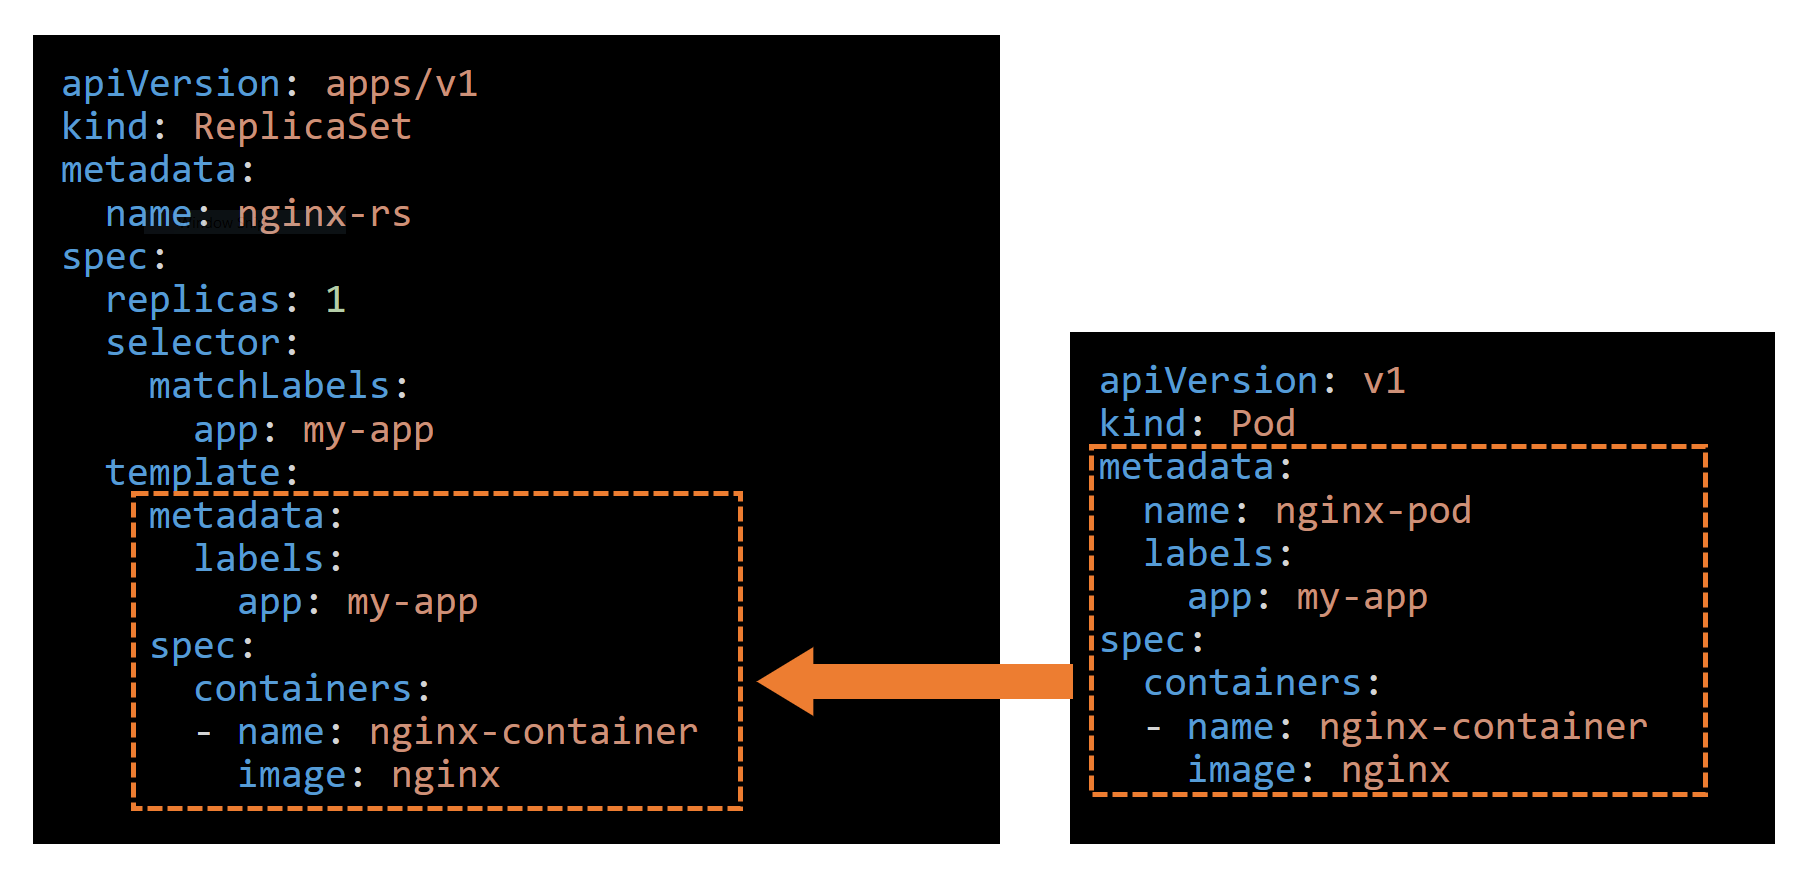 apiVersion: apps/v1
kind: ReplicaSet
metadata:
  name: nginx-rs
spec:
  replicas: 1
  selector:
    matchLabels:
      app: my-app
  template:
    metadata:
      labels:
        app: my-app
    spec:
      containers:
      - name: nginx-container
        image: nginx
apiVersion: v1
kind: Pod
metadata:
  name: nginx-pod
  labels:
    app: my-app
spec:
  containers:
  - name: nginx-container
    image: nginx